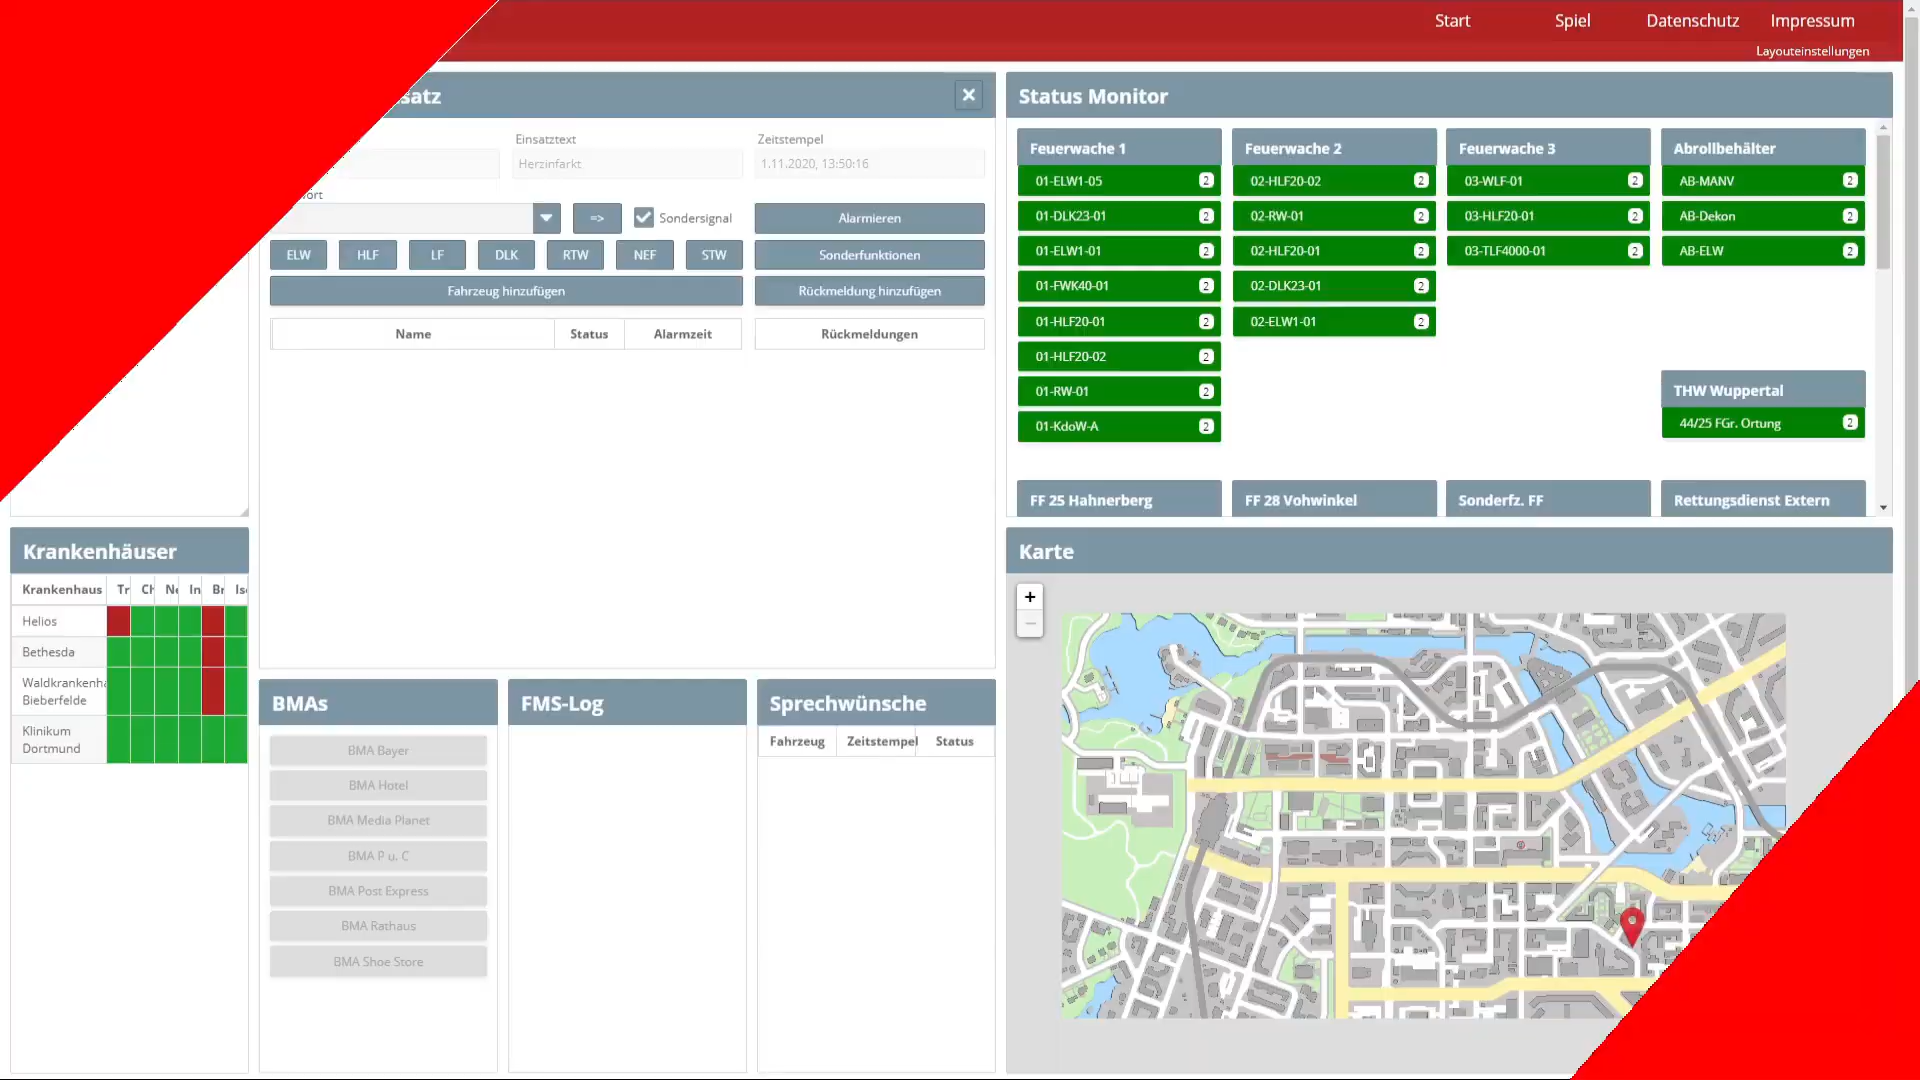 Start
Spiel
Datenschutz
Impressum
Layouteinstellungen
Einsatztext
Zeitstempel
Herzinfarkt
1.11.2020, 13:50:16
=>
Sondersignal
Alarmieren
ELW
HLF
LF
DLK
RTW
NEF
STW
Sonderfunktionen
Fahrzeug hinzufügen
Rückmeldung hinzufügen
Name
Status
Alarmzeit
Rückmeldungen
Status Monitor
Feuerwache 1
01-ELW1-05 2
01-DLK23-01 2
01-ELW1-01 2
01-FWK40-01 2
01-HLF20-01 2
01-HLF20-02 2
01-RW-01 2
01-KdoW-A 2
Feuerwache 2
02-HLF20-02 2
02-RW-01 2
02-HLF20-01 2
02-DLK23-01 2
02-ELW1-01 2
Feuerwache 3
03-WLF-01 2
03-HLF20-01 2
03-TLF4000-01 2
Abrollbehälter
AB-MANV 2
AB-Dekon 2
AB-ELW 2
THW Wuppertal
44/25 FGr. Ortung 2
FF 25 Hahnerberg
FF 28 Vohwinkel
Sonderfz. FF
Rettungsdienst Extern
Krankenhäuser
Krankenhaus
Tr
Helios
Bethesda
Bieberfelde
Klinikum
Dortmund
BMAs
BMA Bayer
BMA Hotel
BMA Media Planet
BMA P u. C
BMA Post Express
BMA Rathaus
BMA Shoe Store
FMS-Log
Sprechwünsche
Fahrzeug
Zeitstempel
Status
Karte
+
−